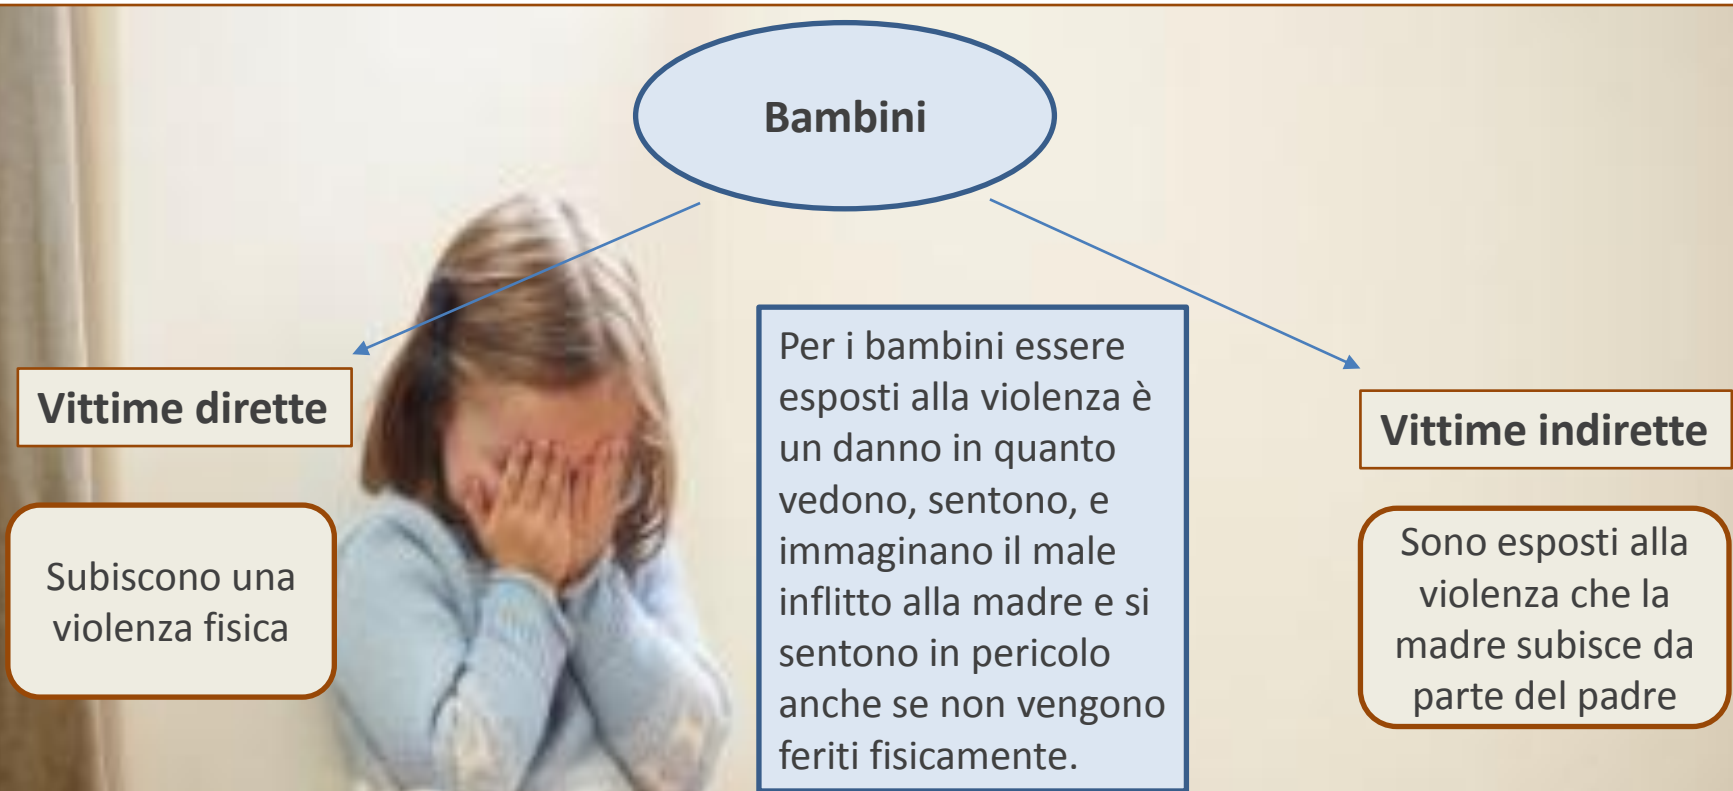 Bambini
Vittime dirette
Subiscono una
violenza fisica
Per i bambini essere
esposti alla violenza è
un danno in quanto
vedono, sentono, e
immaginano il male
inflitto alla madre e si
sentono in pericolo
anche se non vengono
feriti fisicamente.
Vittime indirette
Sono esposti alla
violenza che la
madre subisce da
parte del padre